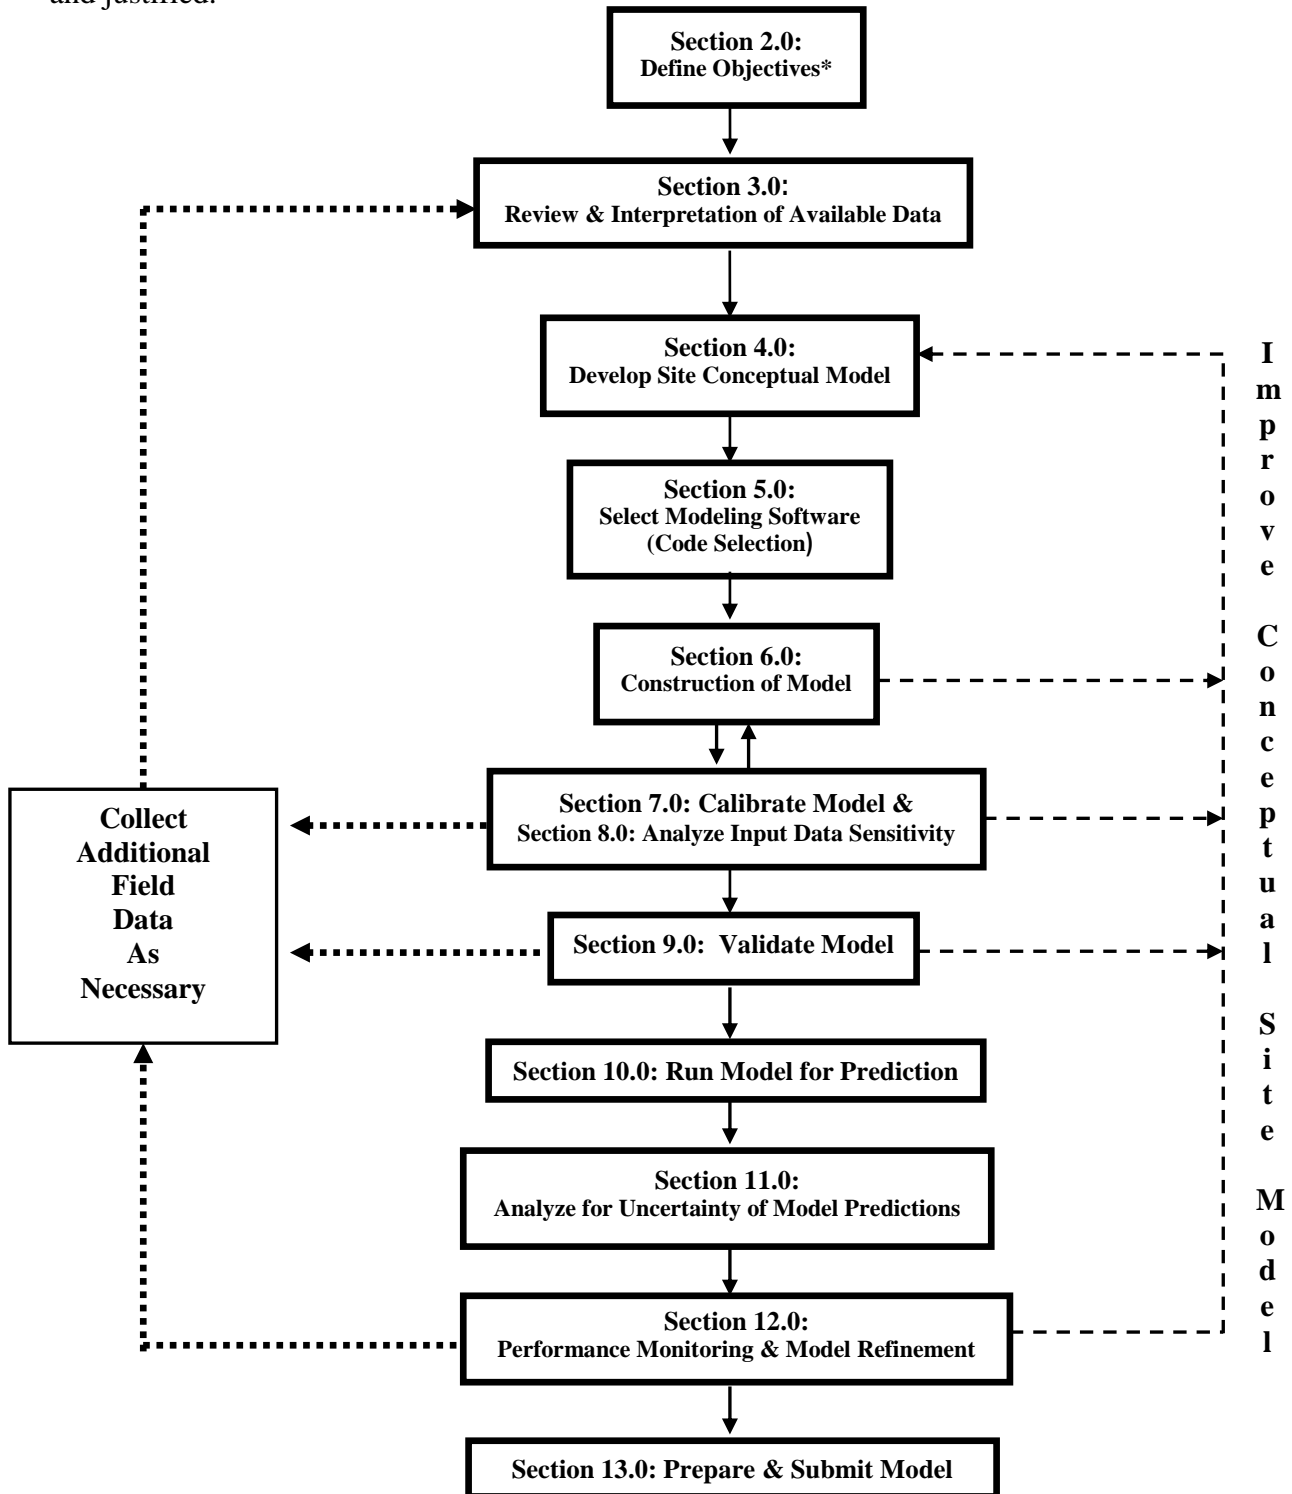 and justified.
Section 2.0:
Define Objectives*
Section 3.0:
Review & Interpretation of Available Data
Section 4.0:
Develop Site Conceptual Model
Section 5.0:
Select Modeling Software
(Code Selection)
Section 6.0:
Construction of Model
Section 7.0: Calibrate Model &
Section 8.0: Analyze Input Data Sensitivity
Collect
Additional
Field
Data
As
Necessary
Section 9.0:  Validate Model
Section 10.0: Run Model for Prediction
Section 11.0:
Analyze for Uncertainty of Model Predictions
Section 12.0:
Performance Monitoring & Model Refinement
Section 13.0: Prepare & Submit Model
Improve Conceptual Site Model